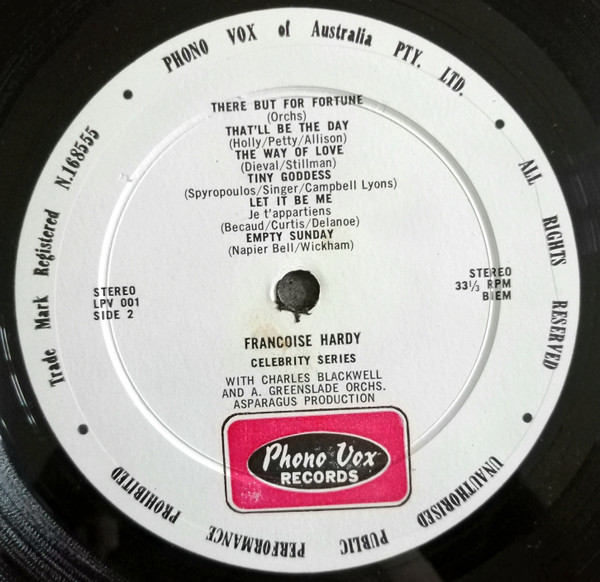 PHONO VOX of Australia PTY. LTD.
ALL RIGHTS RESERVED
UNAUTHORISED PUBLIC PERFORMANCE PROHIBITED
Trade Mark Registered N.168555
THERE BUT FOR FORTUNE
(Orchs)
THAT'LL BE THE DAY
(Holly/Petty/Allison)
THE WAY OF LOVE
(Dieval/Stillman)
TINY GODDESS
(Spyropoulos/Singer/Campbell Lyons)
LET IT BE ME
Je t'appartiens
(Becaud/Curtis/Delanoe)
EMPTY SUNDAY
(Napier Bell/Wickham)
STEREO
LPV 001
SIDE 2
STEREO
33⅓ RPM
BIEM
FRANCOISE HARDY
CELEBRITY SERIES
WITH CHARLES BLACKWELL
AND A. GREENSLADE ORCHS.
ASPARAGUS PRODUCTION
Phono Vox
RECORDS